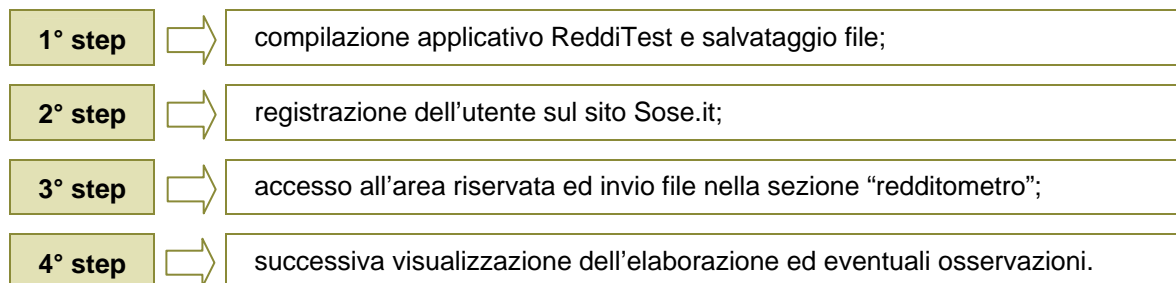 1° step compilazione applicativo ReddiTest e salvataggio file;
2° step registrazione dell’utente sul sito Sose.it;
3° step accesso all’area riservata ed invio file nella sezione “redditometro”;
4° step successiva visualizzazione dell’elaborazione ed eventuali osservazioni.